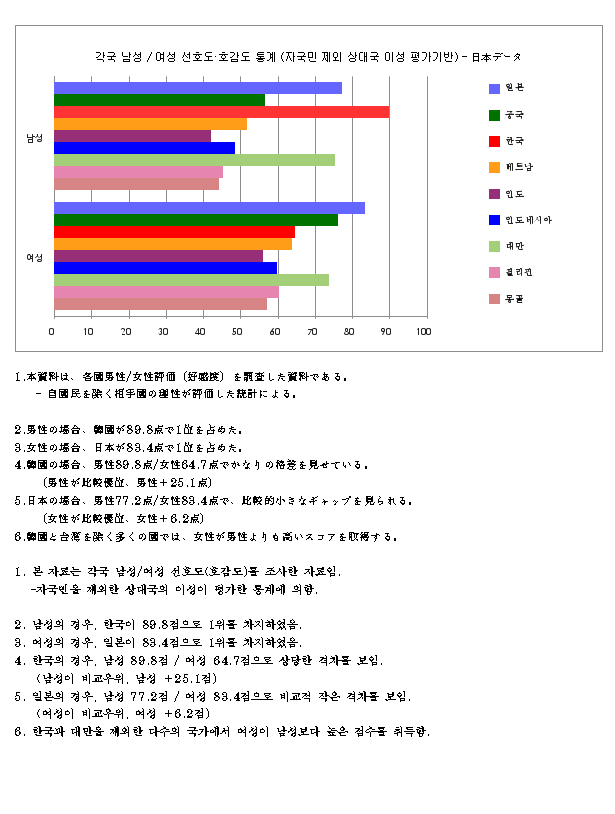 각국 남성 / 여성 선호도·호감도 통계 (자국민 제외 상대국 이성 평가기반) - 日本データ
남성
여성
일본
중국
한국
베트남
인도
인도네시아
대만
필리핀
몽골
0 10 20 30 40 50 60 70 80 90 100
1.本資料は、各國男性/女性評価（好感度）を調査した資料である。
- 自國民を除く相手國の異性が評価した統計による。
2.男性の場合、韓國が89.8点で1位を占めた。
3.女性の場合、日本が83.4点で1位を占めた。
4.韓國の場合、男性89.8点/女性64.7点でかなりの格差を見せている。
(男性が比較優位、男性＋25.1点)
5.日本の場合、男性77.2点/女性83.4点で、比較的小さなギャップを見られる。
(女性が比較優位、女性＋6.2点)
6.韓國と台湾を除く多くの國では、女性が男性よりも高いスコアを取得する。
1. 본 자료는 각국 남성/여성 선호도(호감도)를 조사한 자료임.
-자국민을 제외한 상대국의 이성이 평가한 통계에 의함.
2. 남성의 경우, 한국이 89.8점으로 1위를 차지하였음.
3. 여성의 경우, 일본이 83.4점으로 1위를 차지하였음.
4. 한국의 경우, 남성 89.8점 / 여성 64.7점으로 상당한 격차를 보임.
(남성이 비교우위, 남성 +25.1점)
5. 일본의 경우, 남성 77.2점 / 여성 83.4점으로 비교적 작은 격차를 보임.
(여성이 비교우위, 여성 +6.2점)
6. 한국과 대만을 제외한 다수의 국가에서 여성이 남성보다 높은 점수를 취득함.